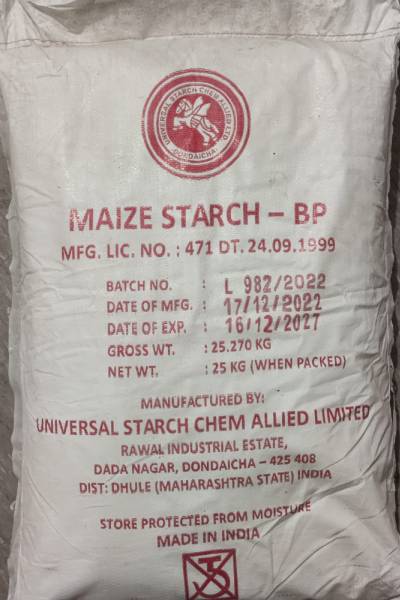 UNIVERSAL STARCH CHEM ALLIED LTD.
DONDAICHA
MAIZE STARCH – BP
MFG. LIC. NO. : 471 DT. 24.09.1999
BATCH NO. : L 982/2022
DATE OF MFG. : 17/12/2022
DATE OF EXP. : 16/12/2027
GROSS WT. : 25.270 KG
NET WT. : 25 KG (WHEN PACKED)
MANUFACTURED BY:
UNIVERSAL STARCH CHEM ALLIED LIMITED
RAWAL INDUSTRIAL ESTATE,
DADA NAGAR, DONDAICHA – 425 408
DIST: DHULE (MAHARASHTRA STATE) INDIA
STORE PROTECTED FROM MOISTURE
MADE IN INDIA